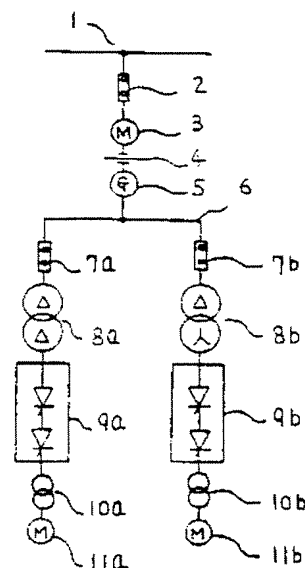 1
2
M 3
4
G 5
6
7a 7b
Δ Δ
Δ 8a Y 8b
9a 9b
10a 10b
M M
11a 11b